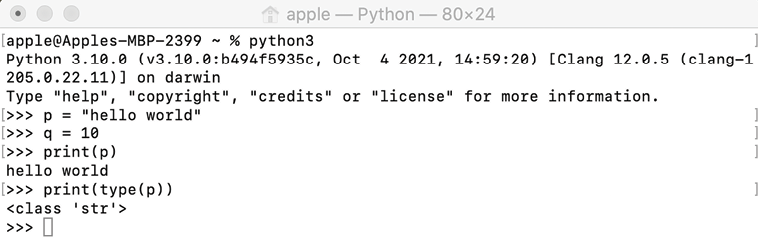 apple — Python — 80×24
[apple@Apples-MBP-2399 ~ % python3 ]
Python 3.10.0 (v3.10.0:b494f5935c, Oct  4 2021, 14:59:20) [Clang 12.0.5 (clang-1
205.0.22.11)] on darwin
Type "help", "copyright", "credits" or "license" for more information.
[>>> p = "hello world" ]
[>>> q = 10 ]
[>>> print(p) ]
hello world
[>>> print(type(p)) ]
<class 'str'>
>>>